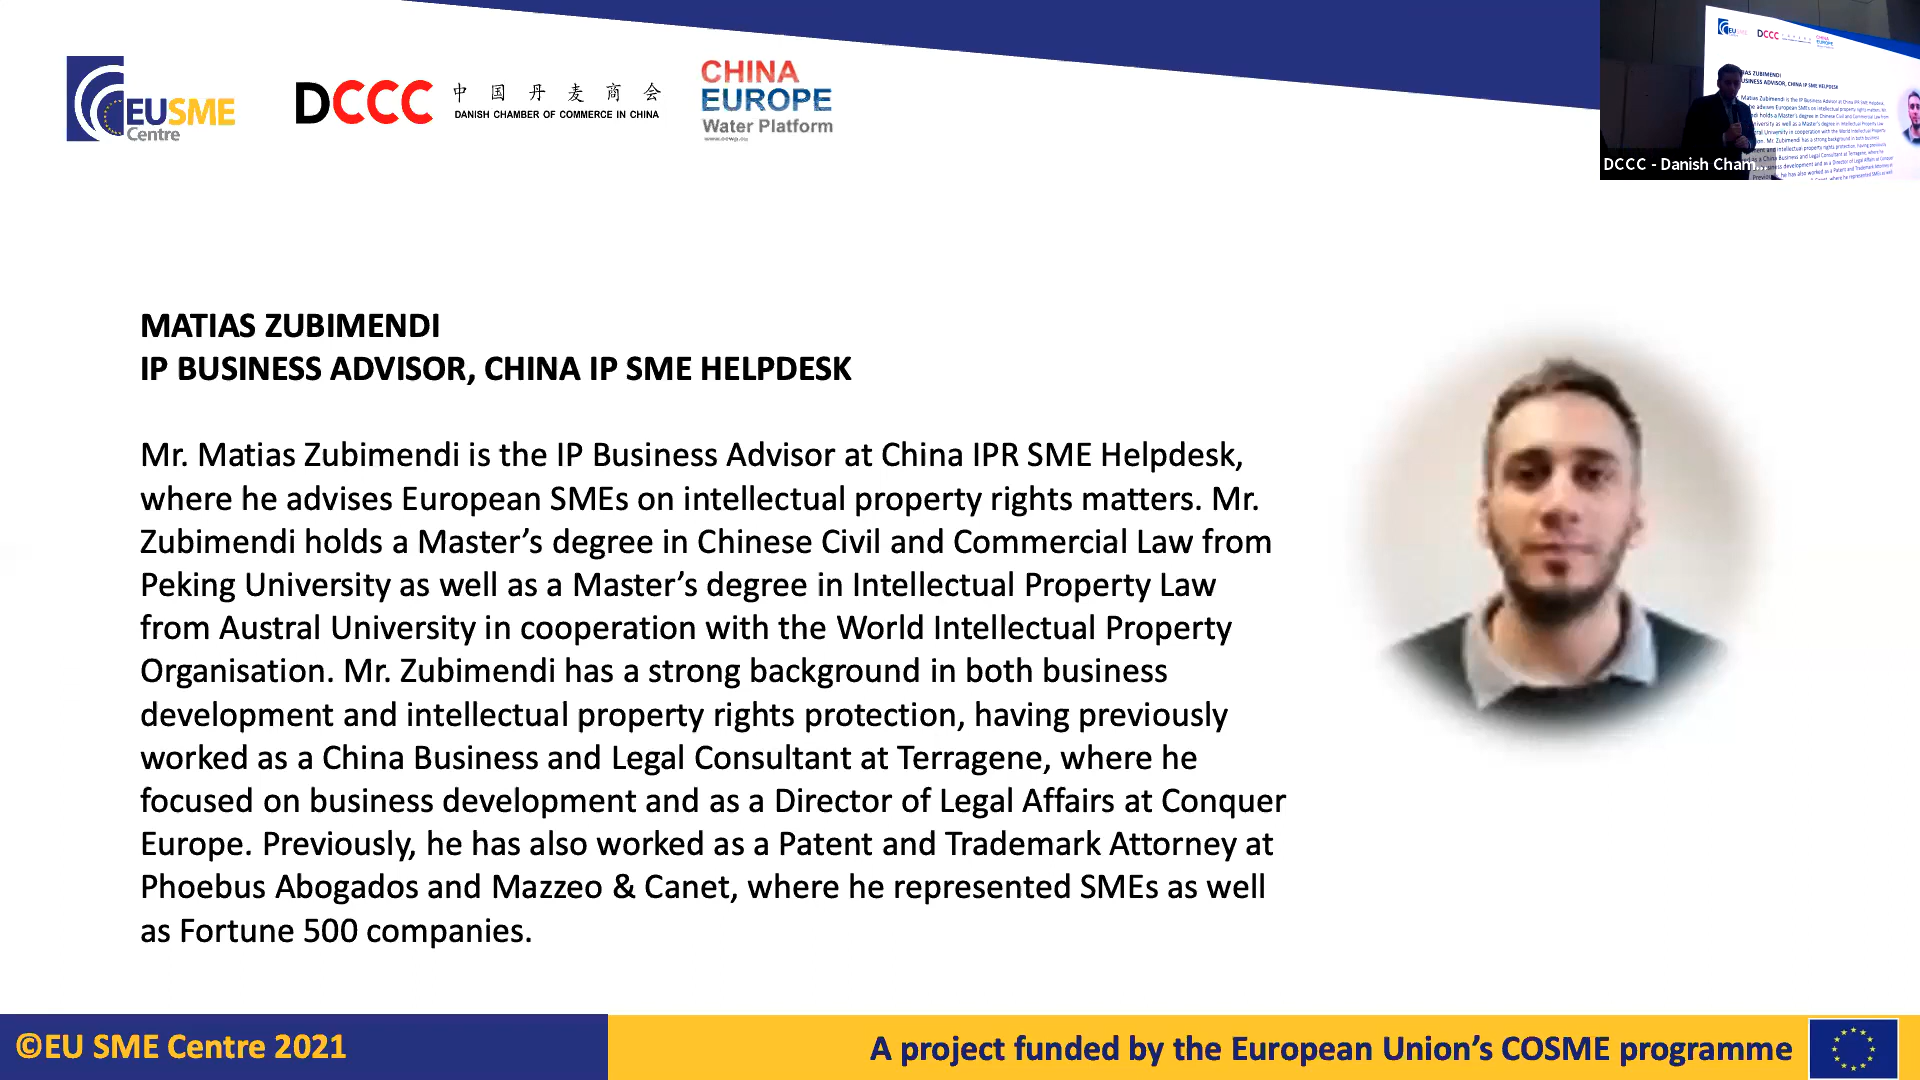 EUSME
Centre
DCCC
中国丹麦商会
DANISH CHAMBER OF COMMERCE IN CHINA
CHINA
EUROPE
Water Platform
DCCC - Danish Cham...
MATIAS ZUBIMENDI
IP BUSINESS ADVISOR, CHINA IP SME HELPDESK
Mr. Matias Zubimendi is the IP Business Advisor at China IPR SME Helpdesk,
where he advises European SMEs on intellectual property rights matters. Mr.
Zubimendi holds a Master’s degree in Chinese Civil and Commercial Law from
Peking University as well as a Master’s degree in Intellectual Property Law
from Austral University in cooperation with the World Intellectual Property
Organisation. Mr. Zubimendi has a strong background in both business
development and intellectual property rights protection, having previously
worked as a China Business and Legal Consultant at Terragene, where he
focused on business development and as a Director of Legal Affairs at Conquer
Europe. Previously, he has also worked as a Patent and Trademark Attorney at
Phoebus Abogados and Mazzeo & Canet, where he represented SMEs as well
as Fortune 500 companies.
©EU SME Centre 2021
A project funded by the European Union’s COSME programme